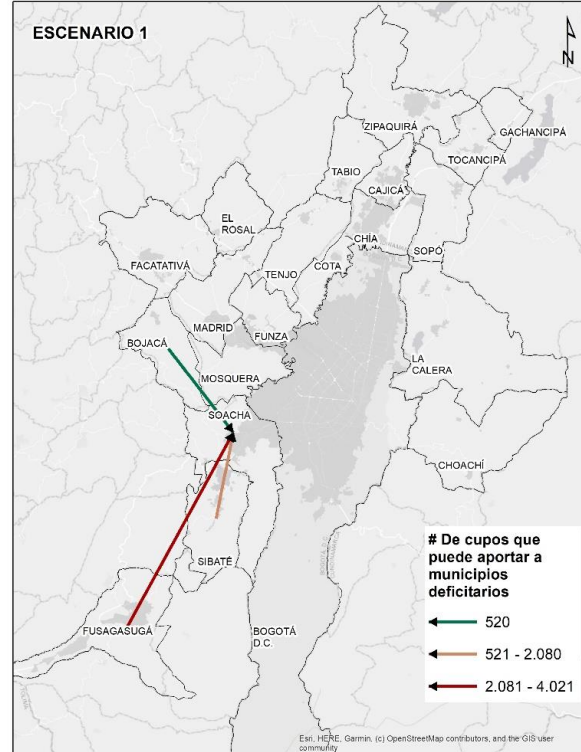 ESCENARIO 1
N
ZIPAQUIRÁ
GACHANCIPÁ
TOCANCIPÁ
TABIO
CAJICÁ
EL
ROSAL
CHÍA
SOPÓ
FACATATIVÁ
TENJO
COTA
MADRID
FUNZA
BOJACÁ
LA
CALERA
MOSQUERA
SOACHA
CHOACHÍ
SIBATÉ
FUSAGASUGÁ
BOGOTÁ
D.C.
# De cupos que
puede aportar a
municipios
deficitarios
520
521 - 2.080
2.081 - 4.021
Esri, HERE, Garmin, (c) OpenStreetMap contributors, and the GIS user
community